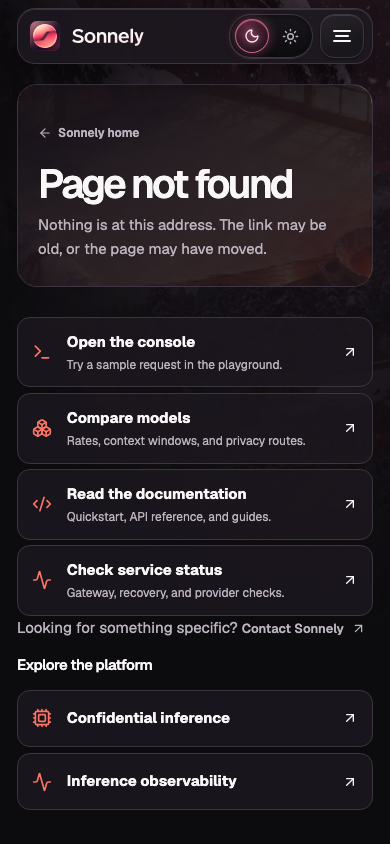 Sonnely
Sonnely home
Page not found
Nothing is at this address. The link may be
old, or the page may have moved.
Open the console
Try a sample request in the playground.
Compare models
Rates, context windows, and privacy routes.
Read the documentation
Quickstart, API reference, and guides.
Check service status
Gateway, recovery, and provider checks.
Looking for something specific? Contact Sonnely
Explore the platform
Confidential inference
Inference observability